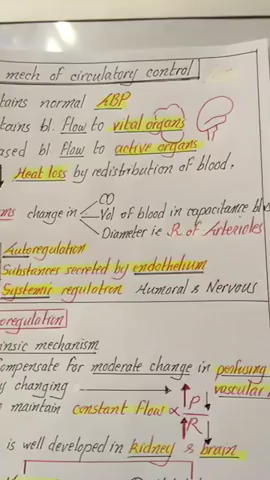 mech of circulatory control
tains normal ABP
tains bl. flow to vital organs
ased bl. flow to active organs
Heat loss by redistribution of blood,
ms change in CO
Vol of blood in capacitance
Diameter ie R of Arterioles
Autoregulation
Substances secreted by endothelium
Systemic regulation Humoral & Nervous
oregulation
insic mechanism
ompensate for moderate change in perfusing
y changing vascular
maintain constant flow ∝ ↑P↓
↑R↓
is well developed in kidney & brain